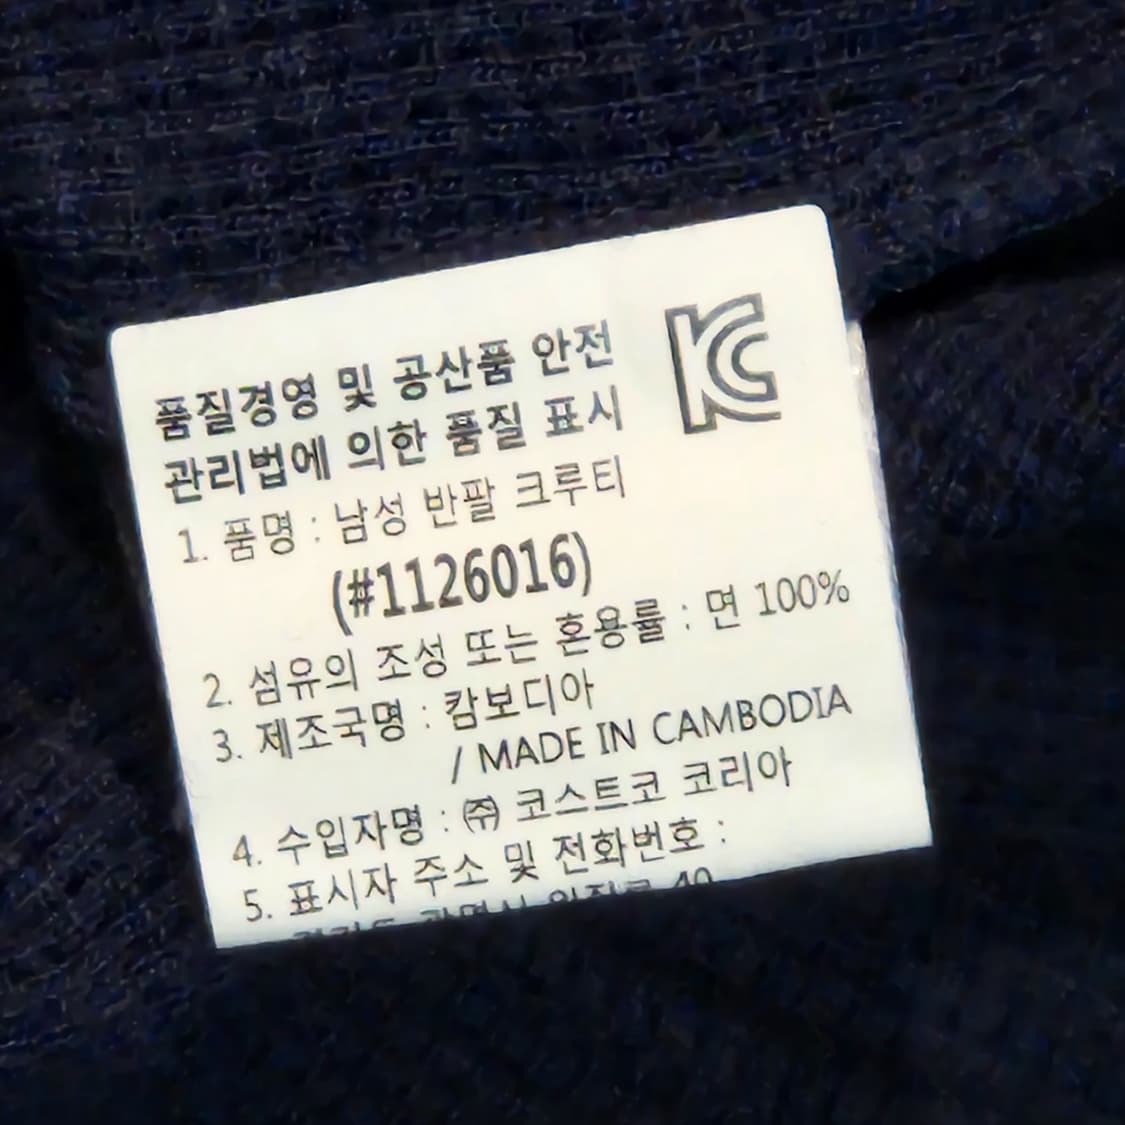 품질경영 및 공산품 안전
관리법에 의한 품질 표시
KC
1. 품명 : 남성 반팔 크루티
(#1126016)
2. 섬유의 조성 또는 혼용률 : 면 100%
3. 제조국명 : 캄보디아
/ MADE IN CAMBODIA
4. 수입자명 : ㈜ 코스트코 코리아
5. 표시자 주소 및 전화번호 :
광명시 40